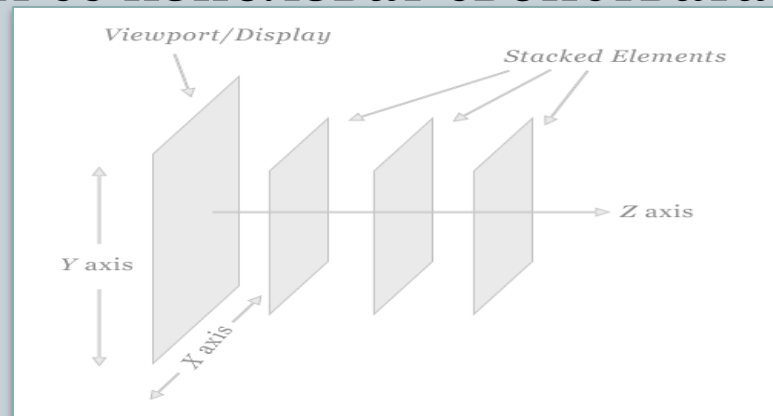 Viewport/Display
Stacked Elements
Z axis
Y axis
X axis